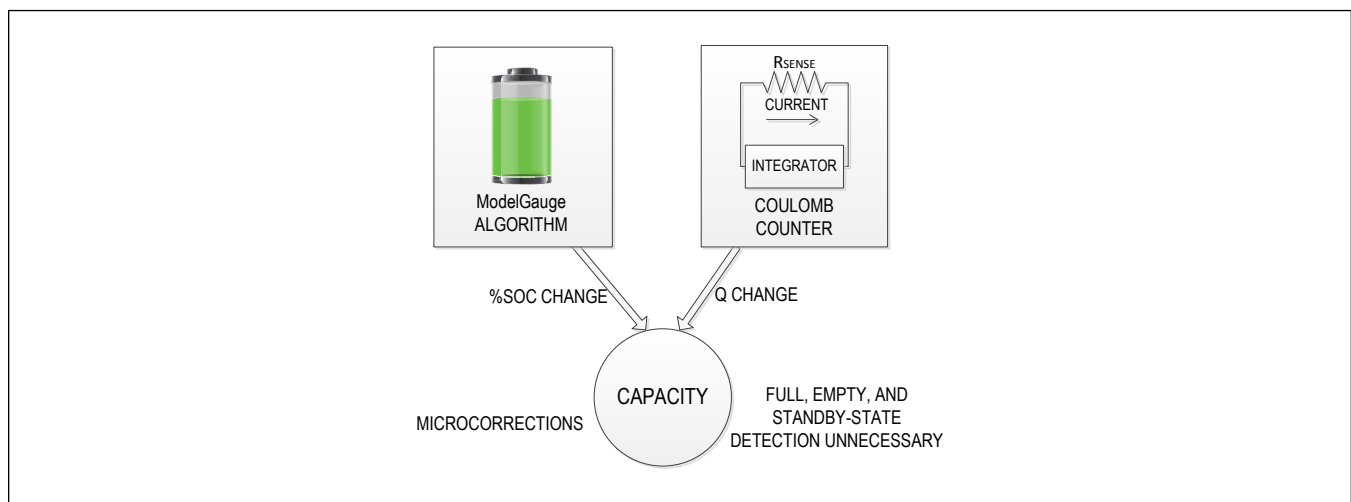 RSENSE
CURRENT
INTEGRATOR
ModelGauge
ALGORITHM
COULOMB
COUNTER
%SOC CHANGE
Q CHANGE
CAPACITY
MICROCORRECTIONS
FULL, EMPTY, AND
STANDBY-STATE
DETECTION UNNECESSARY